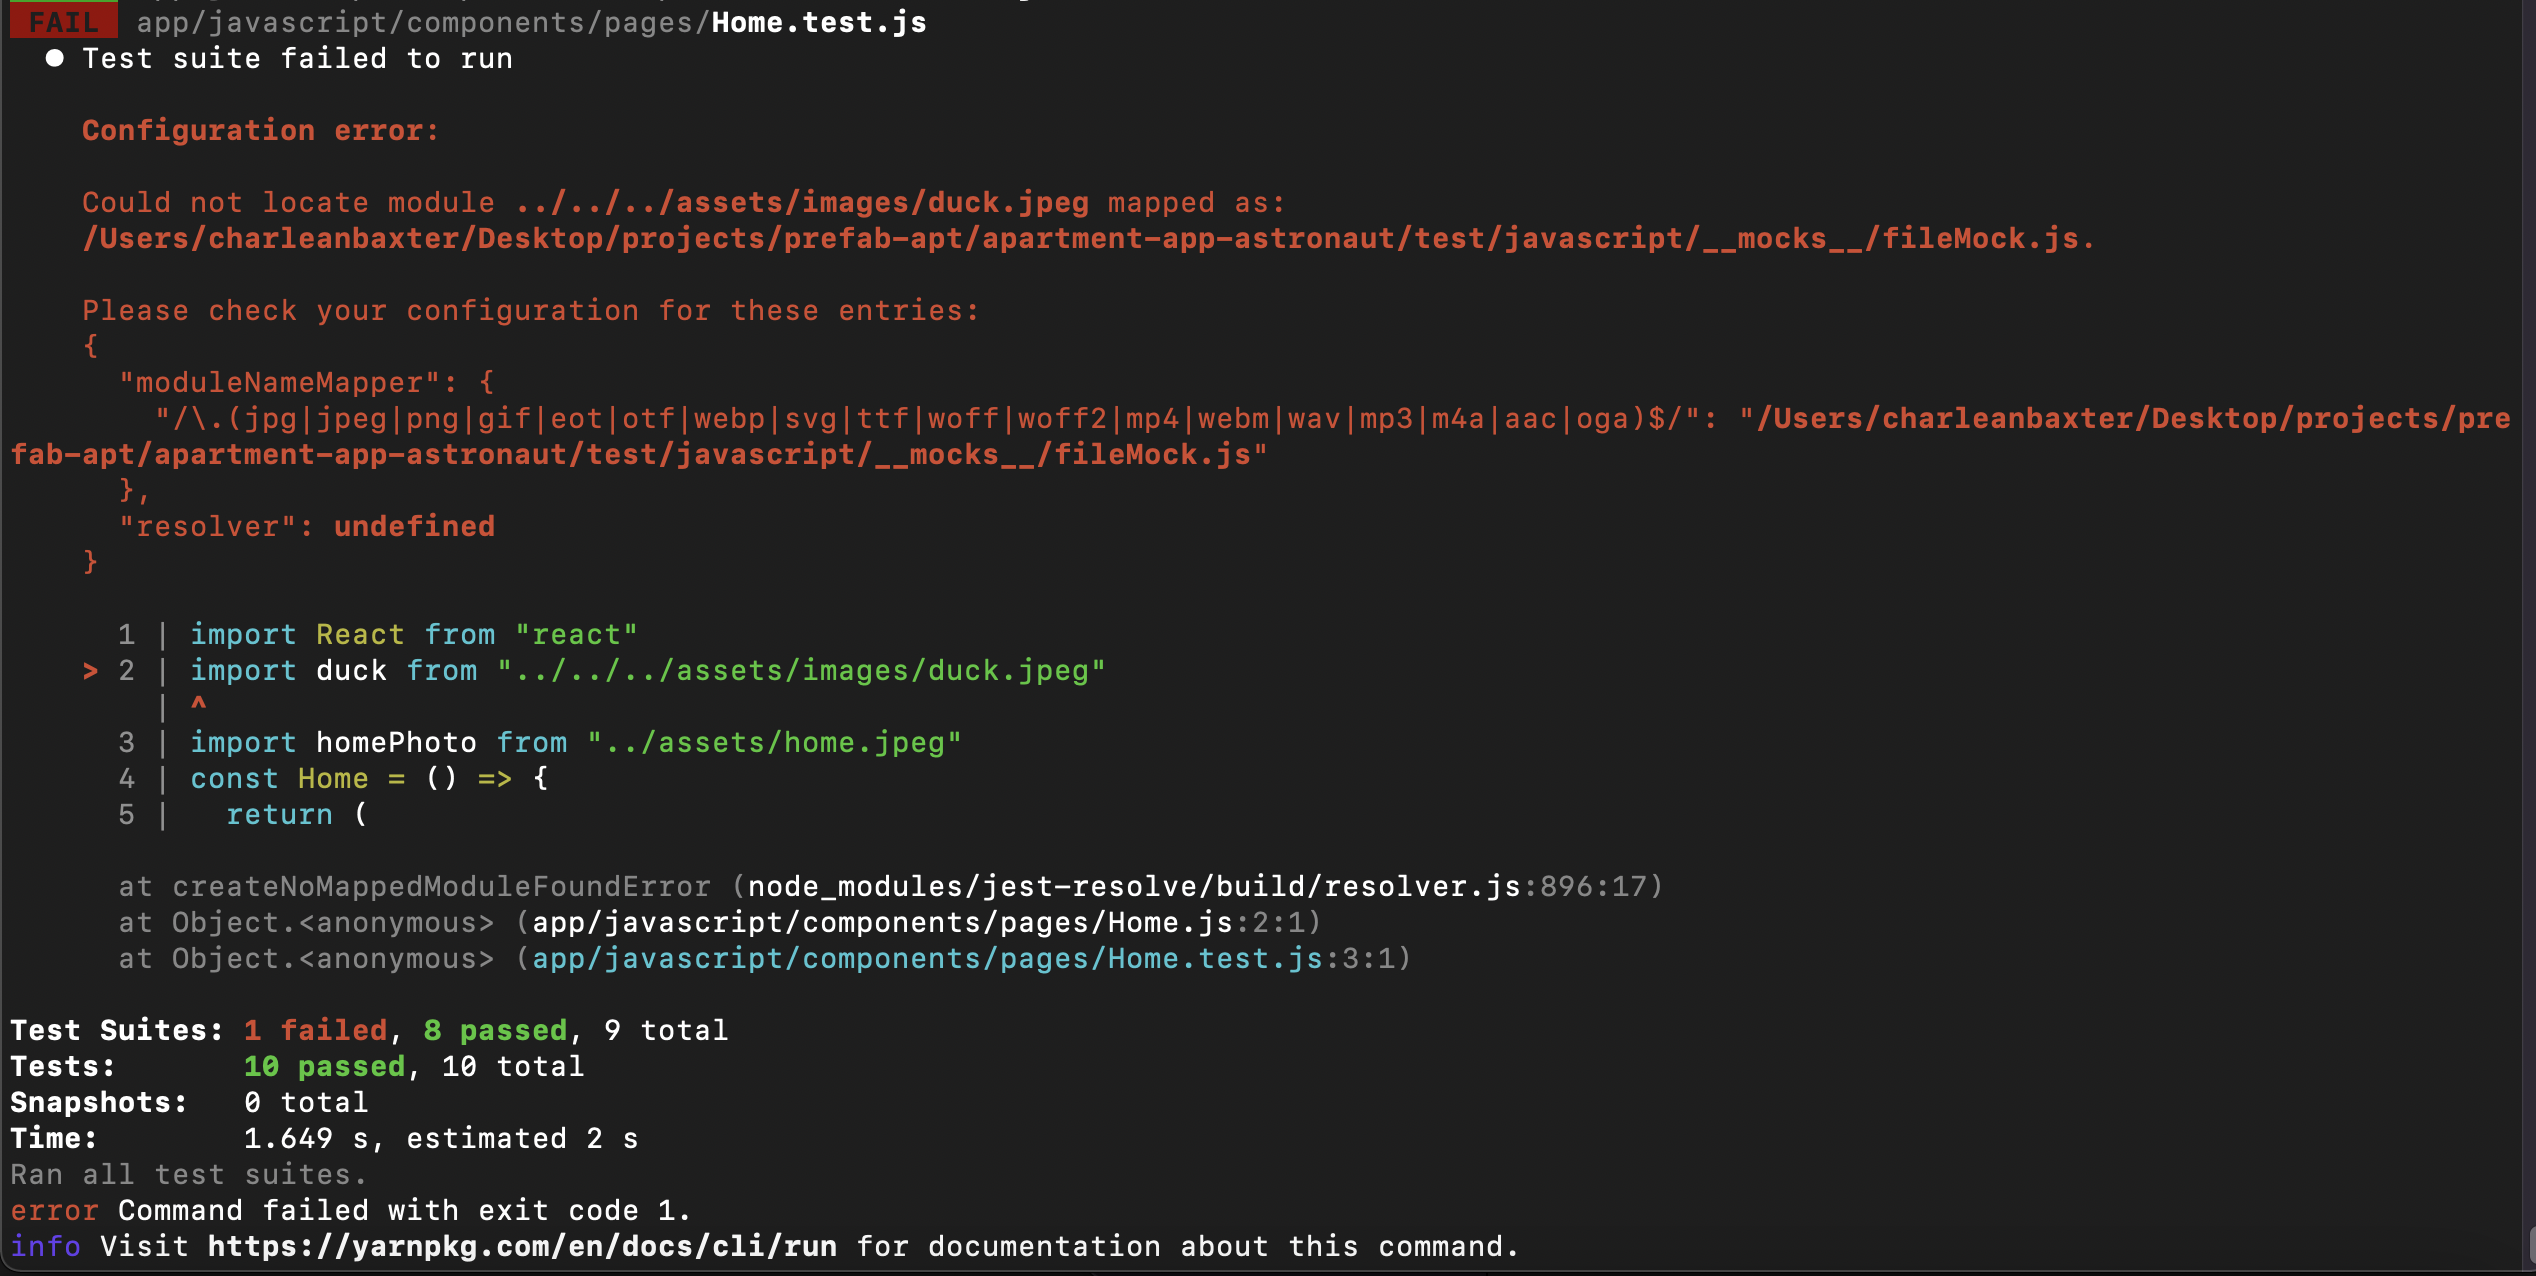 FAIL app/javascript/components/pages/Home.test.js
● Test suite failed to run
Configuration error:
Could not locate module ../../../assets/images/duck.jpeg mapped as:
/Users/charleanbaxter/Desktop/projects/prefab-apt/apartment-app-astronaut/test/javascript/__mocks__/fileMock.js.
Please check your configuration for these entries:
{
"moduleNameMapper": {
"/\.(jpg|jpeg|png|gif|eot|otf|webp|svg|ttf|woff|woff2|mp4|webm|wav|mp3|m4a|aac|oga)$/": "/Users/charleanbaxter/Desktop/projects/pre
fab-apt/apartment-app-astronaut/test/javascript/__mocks__/fileMock.js"
},
"resolver": undefined
}
1 | import React from "react"
> 2 | import duck from "../../../assets/images/duck.jpeg"
| ^
3 | import homePhoto from "../assets/home.jpeg"
4 | const Home = () => {
5 | return (
at createNoMappedModuleFoundError (node_modules/jest-resolve/build/resolver.js:896:17)
at Object.<anonymous> (app/javascript/components/pages/Home.js:2:1)
at Object.<anonymous> (app/javascript/components/pages/Home.test.js:3:1)
Test Suites: 1 failed, 8 passed, 9 total
Tests: 10 passed, 10 total
Snapshots: 0 total
Time: 1.649 s, estimated 2 s
Ran all test suites.
error Command failed with exit code 1.
info Visit https://yarnpkg.com/en/docs/cli/run for documentation about this command.